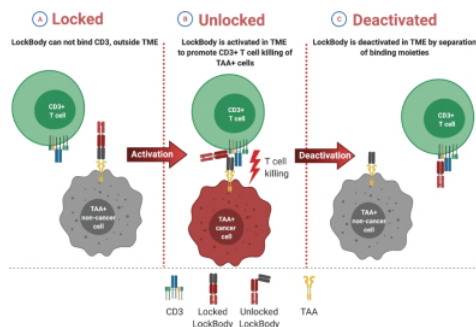 A Locked
LockBody can not bind CD3, outside TME
B Unlocked
LockBody is activated in TME
to promote CD3+ T cell killing of
TAA+ cells
C Deactivated
LockBody is deactivated in TME by separation
of binding moieties
CD3+
T cell
CD3+
T cell
CD3+
T cell
Activation
T cell
killing
Deactivation
TAA+
non-cancer
cell
TAA+
cancer
cell
TAA+
non-cancer
cell
CD3
Locked
LockBody
Unlocked
LockBody
TAA